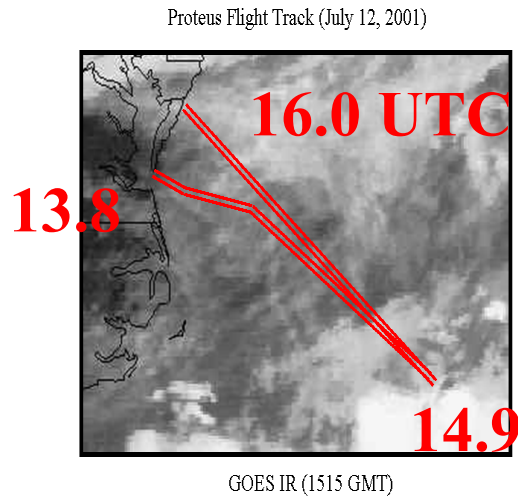 Proteus Flight Track (July 12, 2001)
16.0 UTC
13.8
14.9
GOES IR (1515 GMT)